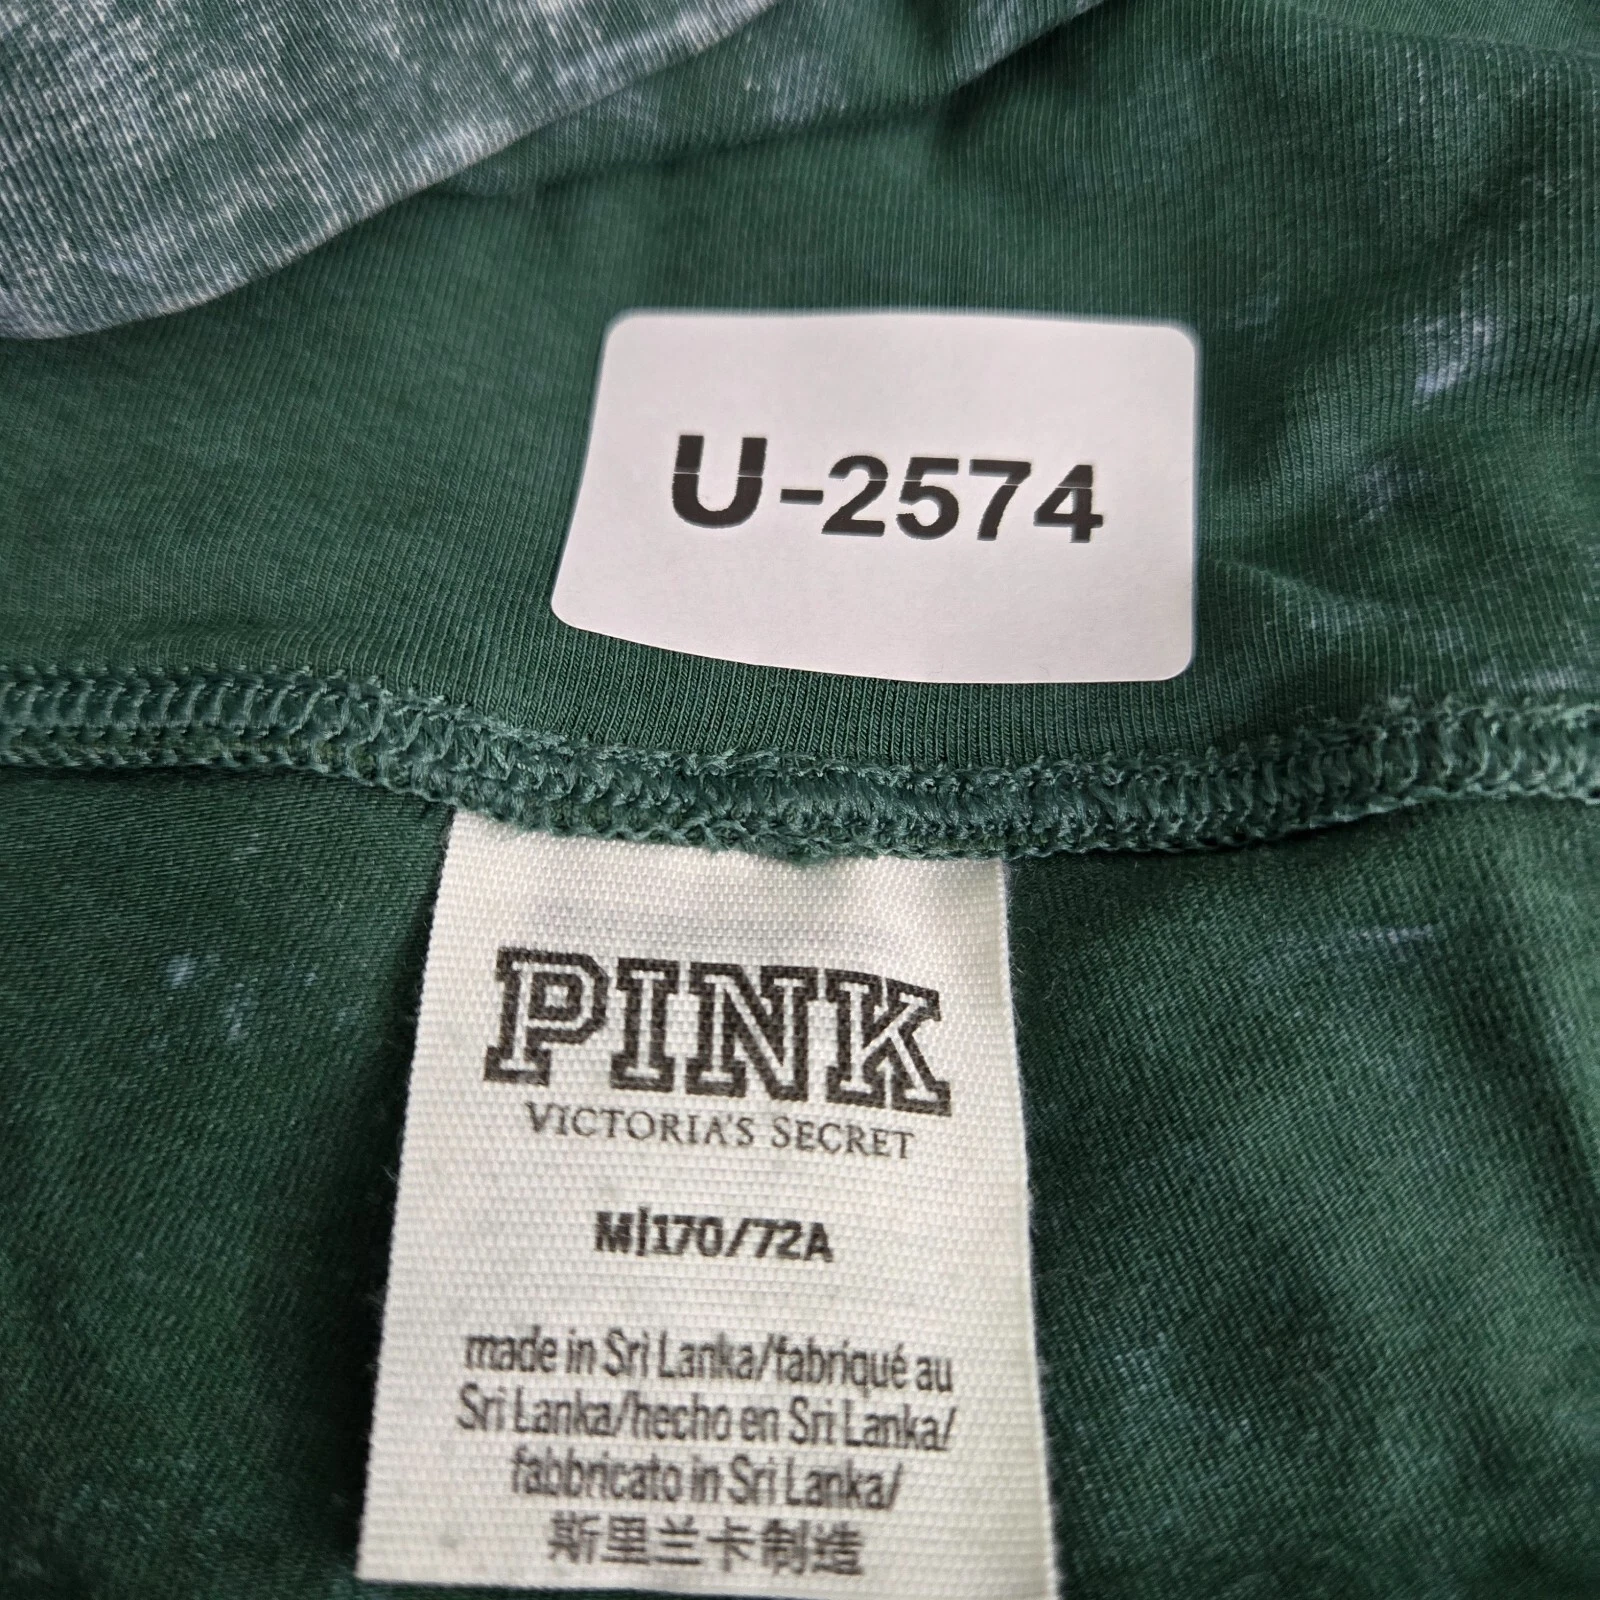 U-2574
PINK
VICTORIA'S SECRET
M|170/72A
made in Sri Lanka/fabriqué au
Sri Lanka/hecho en Sri Lanka/
fabbricato in Sri Lanka/
斯里兰卡制造